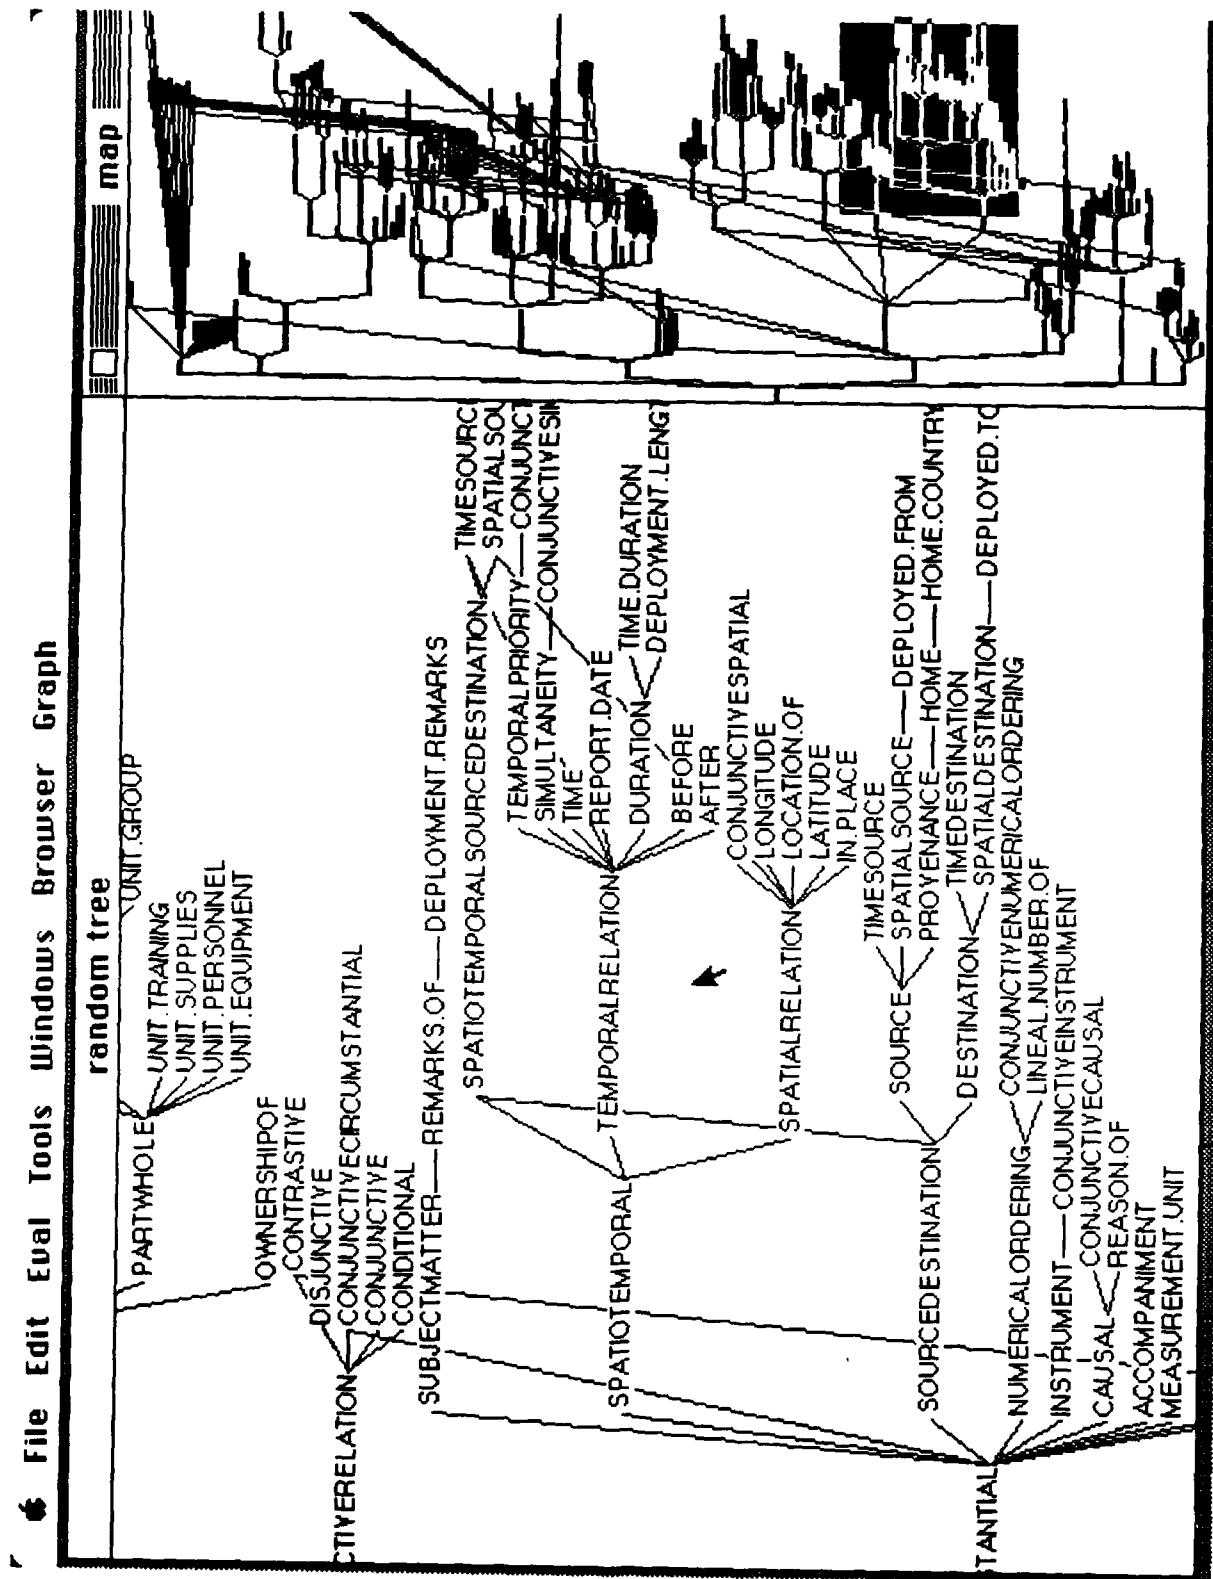 File Edit Eval Tools Windows Browser Graph
random tree
map
UNIT.GROUP
PARTWHOLE
UNIT.TRAINING
UNIT.SUPPLIES
UNIT.PERSONNEL
UNIT.EQUIPMENT
OWNERSHIPOF
CONTRASTIVE
DISJUNCTIVE
CTIVERELATION
CONJUNCTIVECIRCUMSTANTIAL
CONJUNCTIVE
CONDITIONAL
SUBJECTMATTER REMARKS.OF DEPLOYMENT.REMARKS
TIMESOURC
SPATIOTEMPORALSOURCEDESTINATION
SPATIALSOU
TEMPORALPRIORITY CONJUNCT
SIMULTANEITY CONJUNCTIVESIM
TIME
REPORT.DATE
SPATIOTEMPORAL
TEMPORALRELATION
TIME.DURATION
DURATION
DEPLOYMENT.LENGT
BEFORE
AFTER
CONJUNCTIVESPATIAL
LONGITUDE
SPATIALRELATION
LOCATION.OF
LATITUDE
IN.PLACE
TIMESOURCE
SOURCE
SPATIALSOURCE DEPLOYED.FROM
PROVENANCE HOME HOME.COUNTRY
SOURCEDESTINATION
TIMEDESTINATION
DESTINATION
SPATIALDESTINATION DEPLOYED.TO
TANTIAL
CONJUNCTIVENUMERICALORDERING
NUMERICALORDERING
LINEAL.NUMBER.OF
INSTRUMENT CONJUNCTIVEINSTRUMENT
CONJUNCTIVECAUSAL
CAUSAL
REASON.OF
ACCOMPANIMENT
MEASUREMENT.UNIT